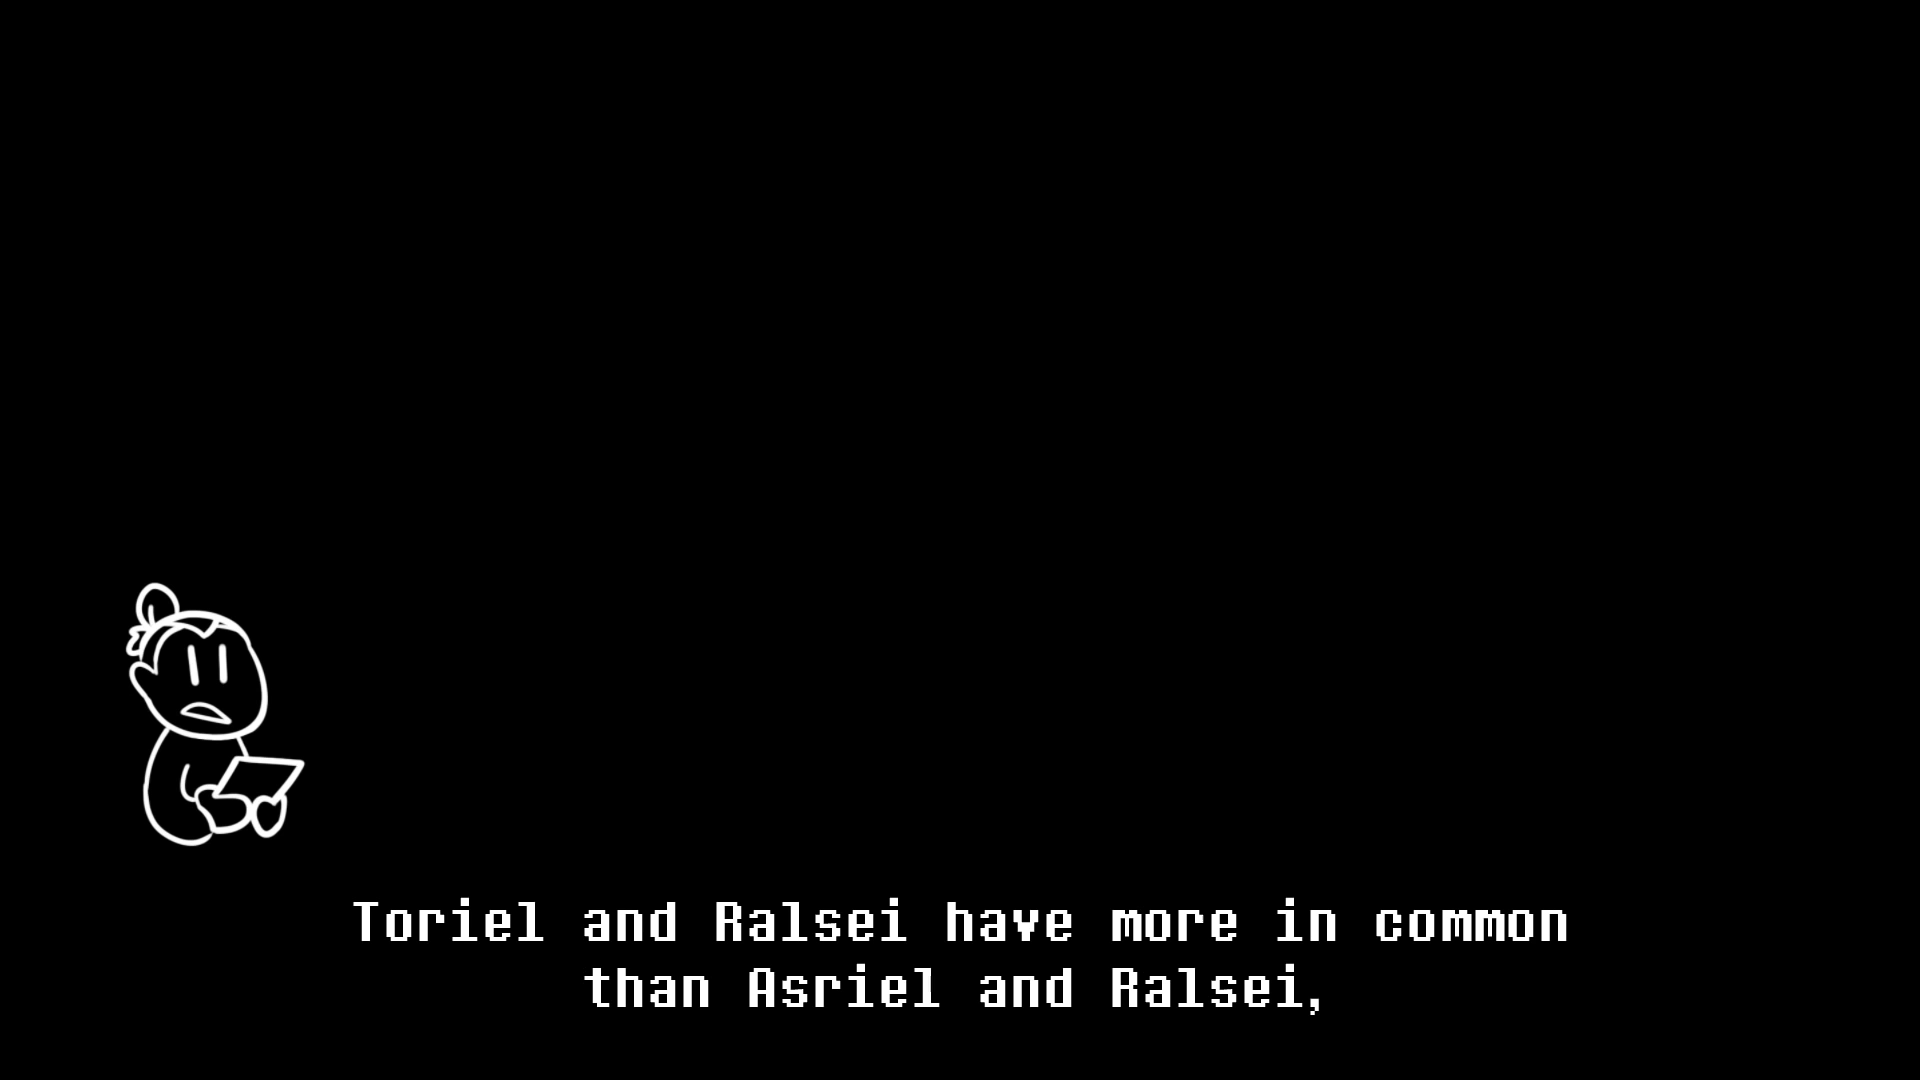 Toriel and Ralsei have more in common
than Asriel and Ralsei,